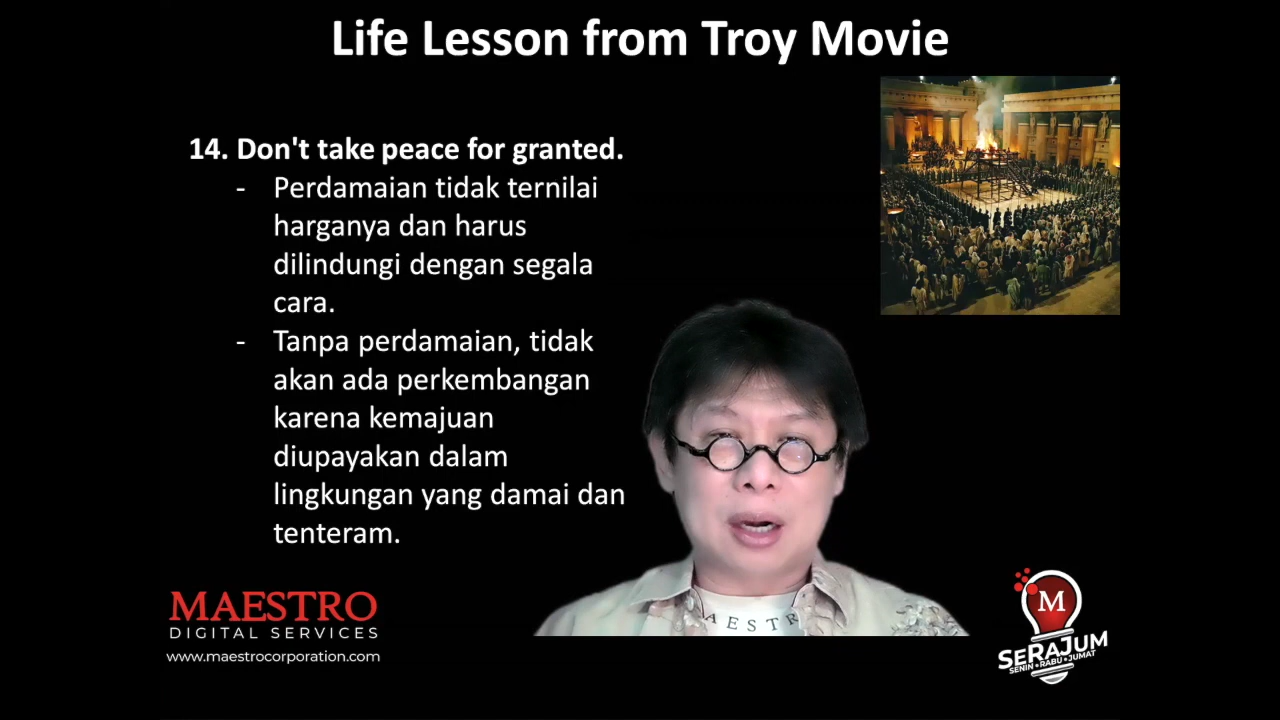 Life Lesson from Troy Movie
14. Don't take peace for granted.
- Perdamaian tidak ternilai
harganya dan harus
dilindungi dengan segala
cara.
- Tanpa perdamaian, tidak
akan ada perkembangan
karena kemajuan
diupayakan dalam
lingkungan yang damai dan
tenteram.
MAESTRO
DIGITAL SERVICES
www.maestrocorporation.com
AESTR
M
SERAJUM
SENIN • RABU • JUMAT